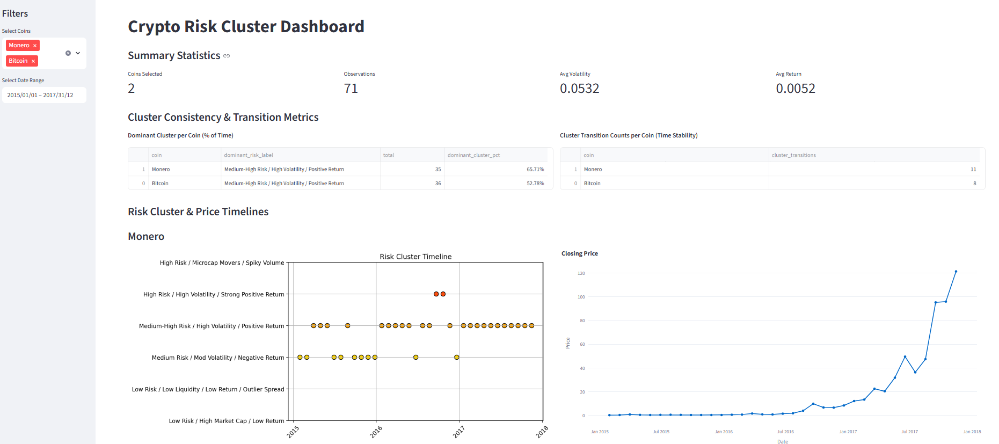 Filters
Select Coins
Monero ×
Bitcoin ×
Select Date Range
2015/01/01 – 2017/31/12
Crypto Risk Cluster Dashboard
Summary Statistics
Coins Selected Observations Avg Volatility Avg Return
2 71 0.0532 0.0052
Cluster Consistency & Transition Metrics
Dominant Cluster per Coin (% of Time)
coin dominant_risk_label total dominant_cluster_pct
1 Monero Medium-High Risk / High Volatility / Positive Return 35 65.71%
0 Bitcoin Medium-High Risk / High Volatility / Positive Return 36 52.78%
Cluster Transition Counts per Coin (Time Stability)
coin cluster_transitions
1 Monero 11
0 Bitcoin 8
Risk Cluster & Price Timelines
Monero
Risk Cluster Timeline
High Risk / Microcap Movers / Spiky Volume
High Risk / High Volatility / Strong Positive Return
Medium-High Risk / High Volatility / Positive Return
Medium Risk / Mod Volatility / Negative Return
Low Risk / Low Liquidity / Low Return / Outlier Spread
Low Risk / High Market Cap / Low Return
2015 2016 2017 2018
Closing Price
120
100
80
60
40
20
0
Price
Jan 2015 Jul 2015 Jan 2016 Jul 2016 Jan 2017 Jul 2017 Jan 2018
Date